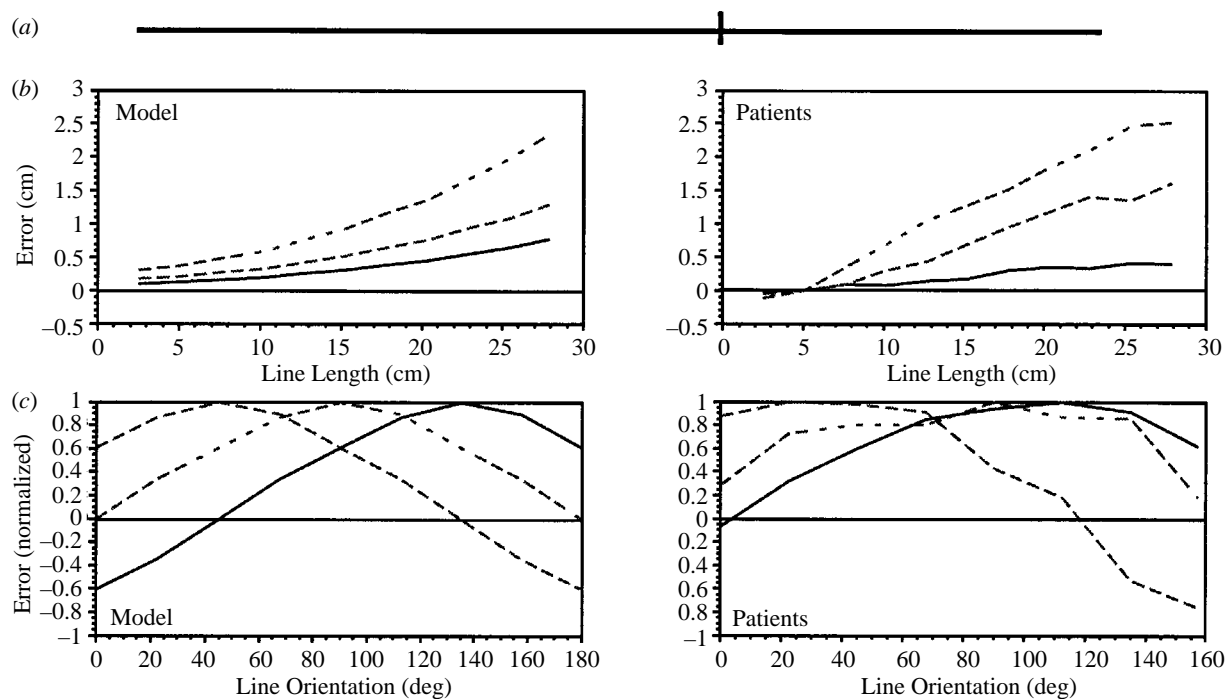 (a)
(b)
3
2.5
2
1.5
1
0.5
0
–0.5
Error (cm)
Model
0 5 10 15 20 25 30
Line Length (cm)
3
2.5
2
1.5
1
0.5
0
–0.5
Patients
0 5 10 15 20 25 30
Line Length (cm)
(c)
1
0.8
0.6
0.4
0.2
0
–0.2
–0.4
–0.6
–0.8
–1
Error (normalized)
Model
0 20 40 60 80 100 120 140 160 180
Line Orientation (deg)
1
0.8
0.6
0.4
0.2
0
0.2
0.4
0.6
0.8
–1
Patients
0 20 40 60 80 100 120 140 160
Line Orientation (deg)